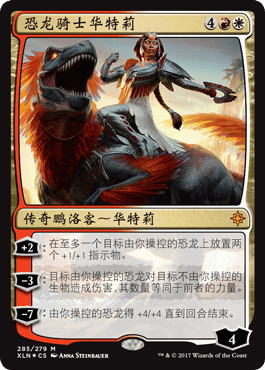 恐龙骑士华特莉 4
传奇鹏洛客～华特莉
+2: 在至多一个目标由你操控的恐龙上放置两
个 +1/+1 指示物。
-3: 目标由你操控的恐龙对目标不由你操控的
生物造成伤害，其数量等同于前者的力量。
-7: 由你操控的恐龙得 +4/+4 直到回合结束。
4
285/279 M
XLN★CS ANNA STEINBAUER ™ & © 2017 Wizards of the Coast